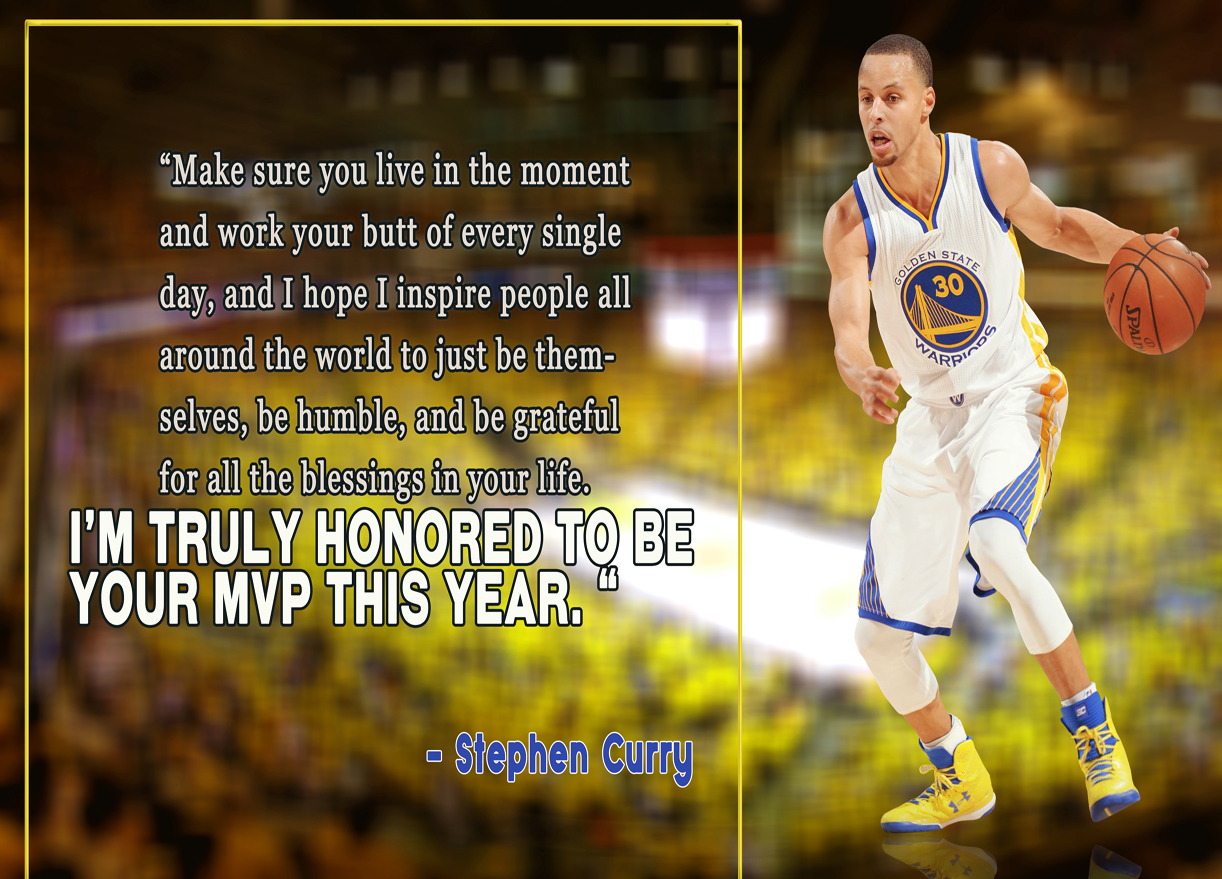 “Make sure you live in the moment
and work your butt of every single
day, and I hope I inspire people all
around the world to just be them-
selves, be humble, and be grateful
for all the blessings in your life.
I’M TRULY HONORED TO BE
YOUR MVP THIS YEAR. “
- Stephen Curry
GOLDEN STATE
30
WARRIORS
SPALDING